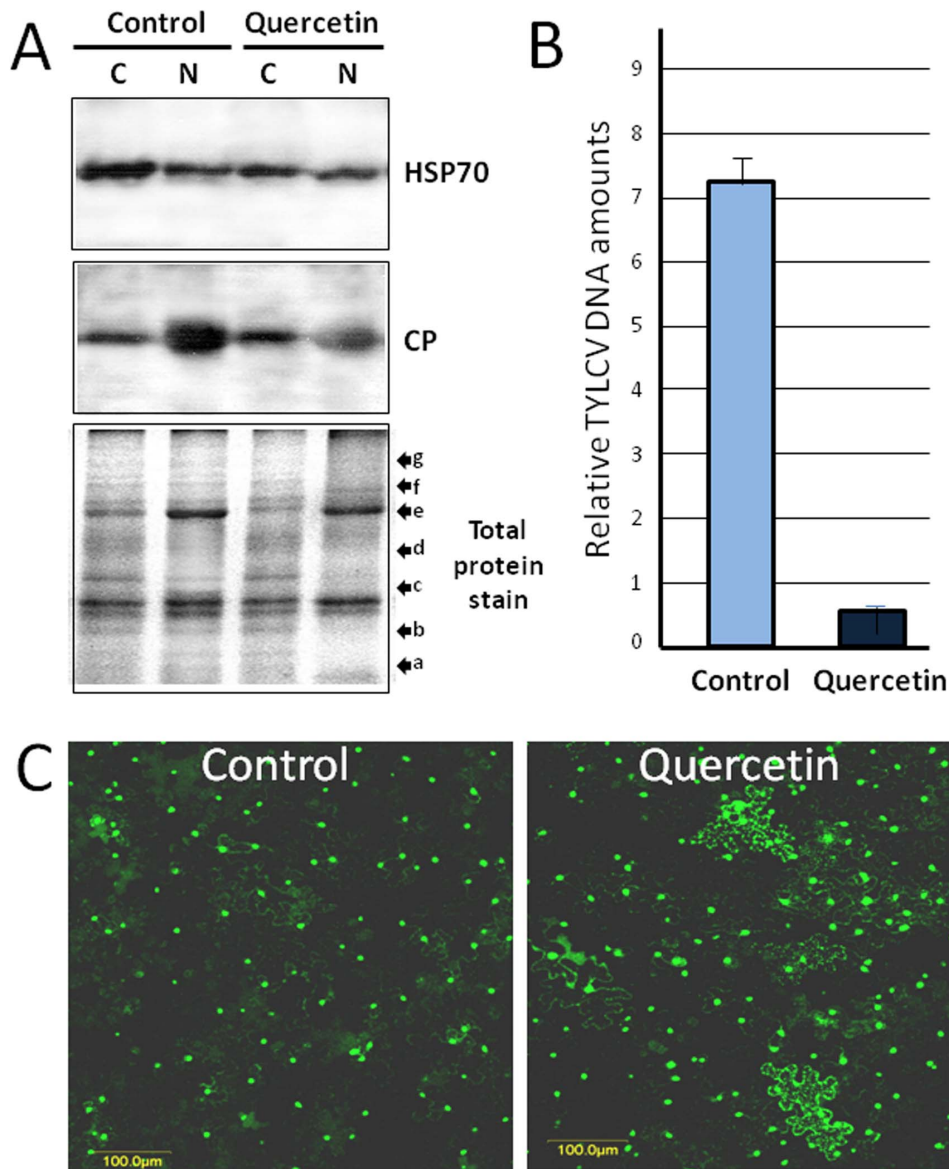 A
Control Quercetin
C N C N
HSP70
CP
g
f
e
d
c
b
a
Total
protein
stain
B
Relative TYLCV DNA amounts
9
8
7
6
5
4
3
2
1
0
Control Quercetin
C
Control
100.0µm
Quercetin
100.0µm